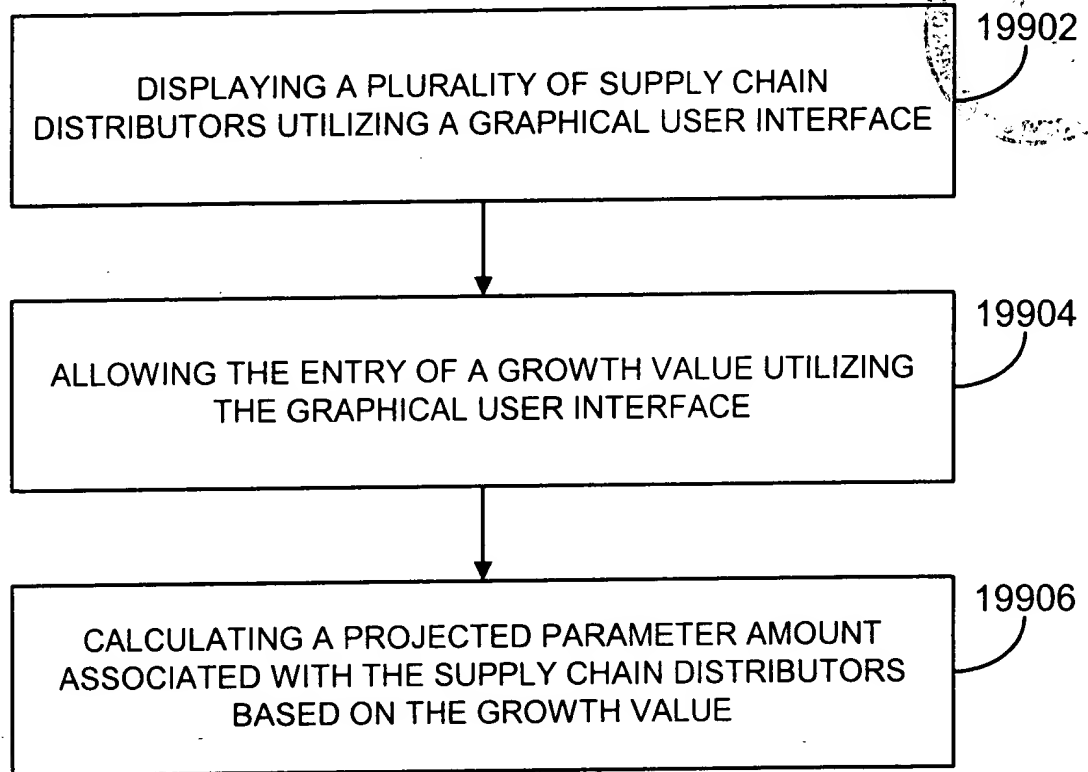 19902
DISPLAYING A PLURALITY OF SUPPLY CHAIN
DISTRIBUTORS UTILIZING A GRAPHICAL USER INTERFACE
19904
ALLOWING THE ENTRY OF A GROWTH VALUE UTILIZING
THE GRAPHICAL USER INTERFACE
19906
CALCULATING A PROJECTED PARAMETER AMOUNT
ASSOCIATED WITH THE SUPPLY CHAIN DISTRIBUTORS
BASED ON THE GROWTH VALUE